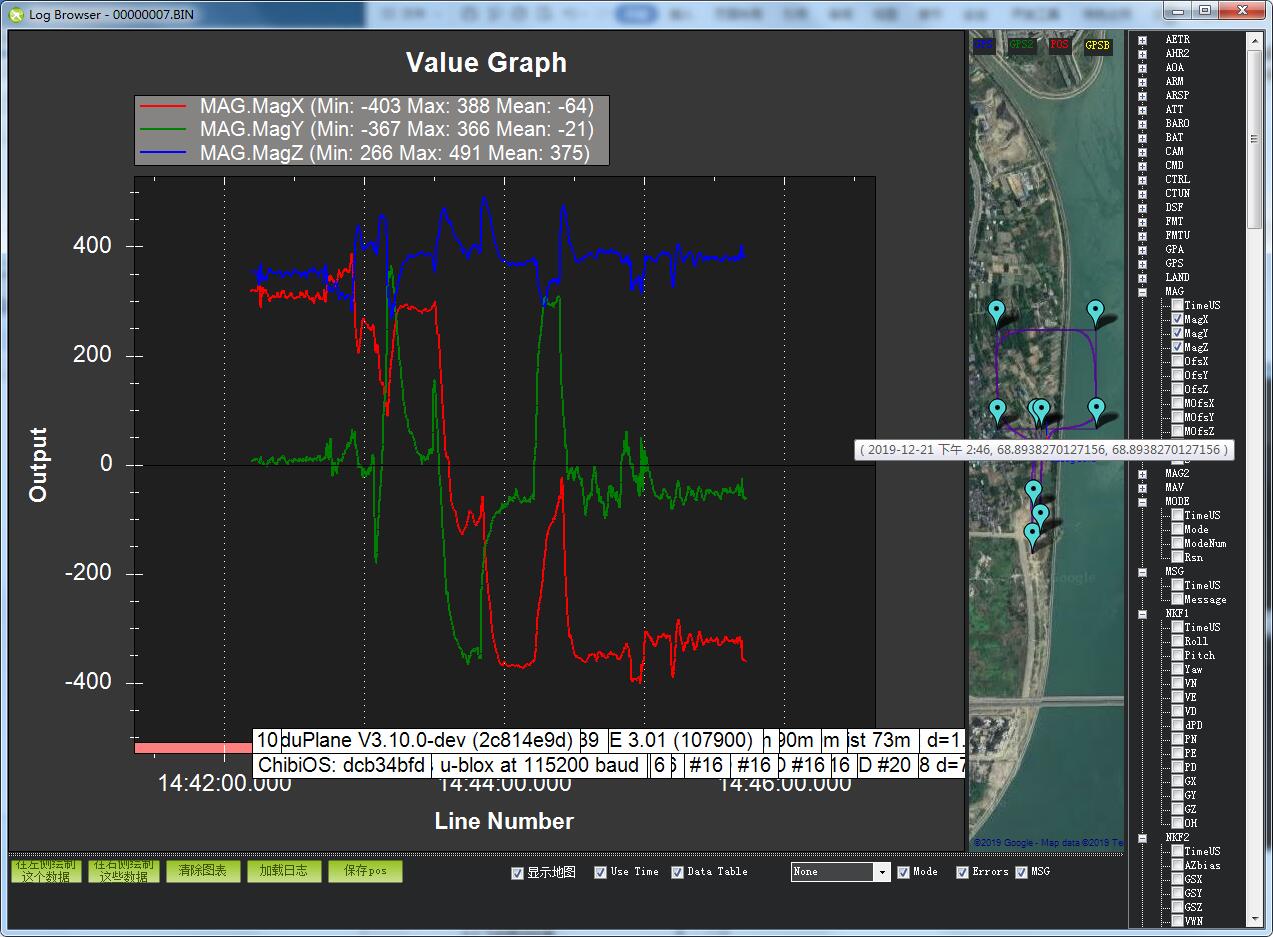 Log Browser - 00000007.BIN
Value Graph
MAG.MagX (Min: -403 Max: 388 Mean: -64)
MAG.MagY (Min: -367 Max: 366 Mean: -21)
MAG.MagZ (Min: 266 Max: 491 Mean: 375)
400
200
0
-200
-400
Output
10 duPlane V3.10.0-dev (2c814e9d) 39 E 3.01 (107900) 90m m ist 73m d=1.
ChibiOS: dcb34bfd u-blox at 115200 baud 6 #16 #16 #16 16 D #20 8 d=7
14:42:00.000 14:44:00.000 14:46:00.000
Line Number
GPS GPS2 POS GPSB
( 2019-12-21 下午 2:46, 68.8938270127156, 68.8938270127156 )
Google
©2019 Google - Map data ©2019 Te
AETR
AHR2
AOA
ARM
ARSP
ATT
BARO
BAT
CAM
CMD
CTRL
CTUN
DSF
FMT
FMTU
GPA
GPS
LAND
MAG
TimeUS
MagX
MagY
MagZ
OfsX
OfsY
OfsZ
MOfsX
MOfsY
MOfsZ
MAG2
MAV
MODE
TimeUS
Mode
ModeNum
Rsn
MSG
TimeUS
Message
NKF1
TimeUS
Roll
Pitch
Yaw
VN
VE
VD
dPD
PN
PE
PD
GX
GY
GZ
OH
NKF2
TimeUS
AZbias
GSX
GSY
GSZ
VWN
在左侧绘制
这个数据
在右侧绘制
这些数据
清除图表
加载日志
保存pos
显示地图
Use Time
Data Table
None
Mode
Errors
MSG